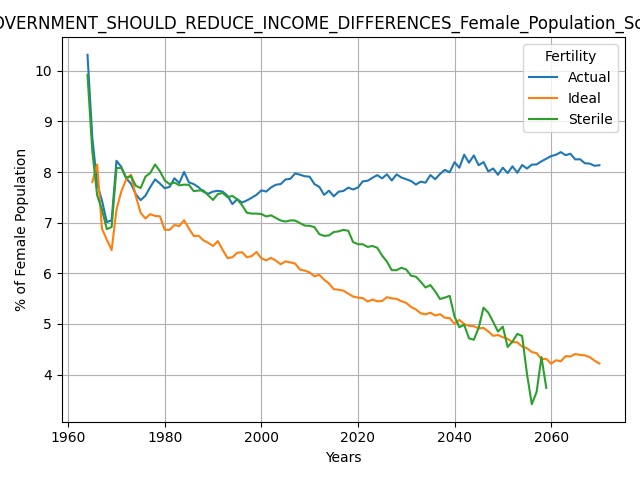 OVERNMENT_SHOULD_REDUCE_INCOME_DIFFERENCES_Female_Population_Sc
Fertility
Actual
Ideal
Sterile
10
9
8
7
6
5
4
% of Female Population
1960 1980 2000 2020 2040 2060
Years